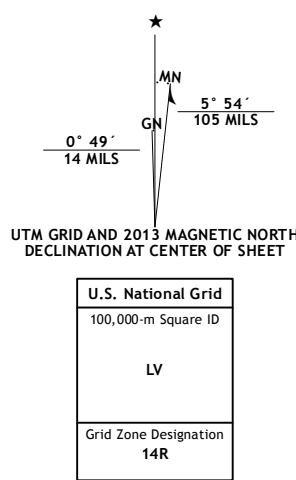 ★
MN
GN
5° 54´
105 MILS
0° 49´
14 MILS
UTM GRID AND 2013 MAGNETIC NORTH
DECLINATION AT CENTER OF SHEET
U.S. National Grid
100,000-m Square ID
LV
Grid Zone Designation
14R